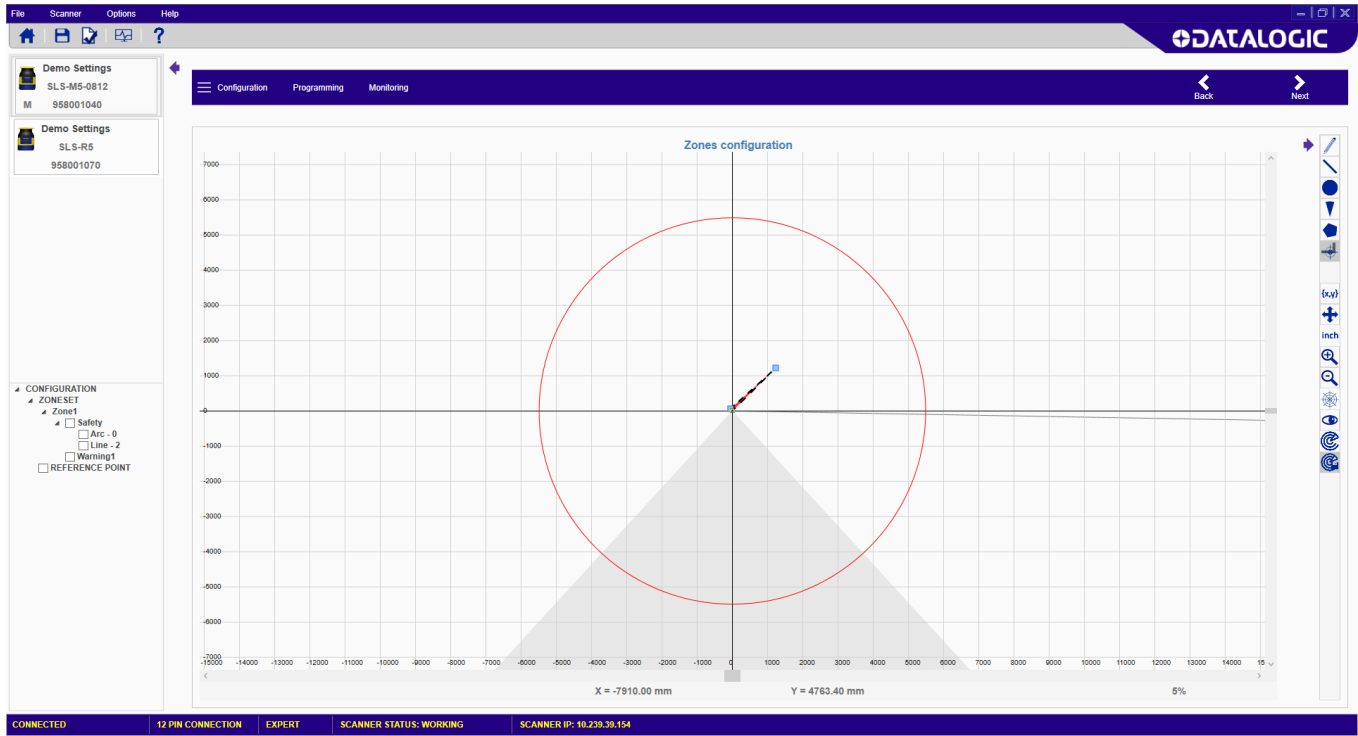 File Scanner Options Help
DATALOGIC
Demo Settings
SLS-M5-0812
M 958001040
Demo Settings
SLS-R5
958001070
Configuration Programming Monitoring Back Next
Zones configuration
7000
6000
5000
4000
3000
2000
1000
0
-1000
-2000
-3000
-4000
-5000
-6000
-7000
-15000 -14000 -13000 -12000 -11000 -10000 -9000 -8000 -7000 -6000 -5000 -4000 -3000 -2000 -1000 0 1000 2000 3000 4000 5000 6000 7000 8000 9000 10000 11000 12000 13000 14000 15
X = -7910.00 mm Y = 4763.40 mm 5%
{x,y}
inch
CONFIGURATION
ZONESET
Zone1
Safety
Arc - 0
Line - 2
Warning1
REFERENCE POINT
CONNECTED 12 PIN CONNECTION EXPERT SCANNER STATUS: WORKING SCANNER IP: 10.239.39.154